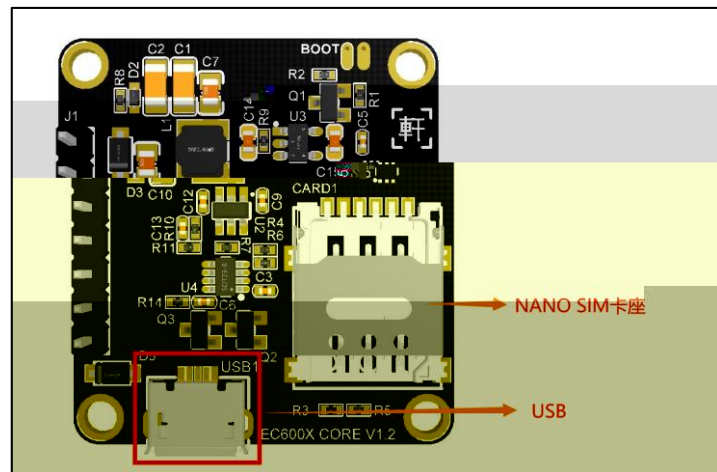 BOOT
C2 C1 C7
R8 D2 R2
Q1 R1
J1 L1 C14 R9 U3 C5
D3 C10 CARD1
C12 C9
C13 R10 U2 R4
R11 R7 R6
U4 C3
R14 C6
NANO SIM卡座
Q3 Q2
USB1
USB
R3 R5
EC600X CORE V1.2
軒